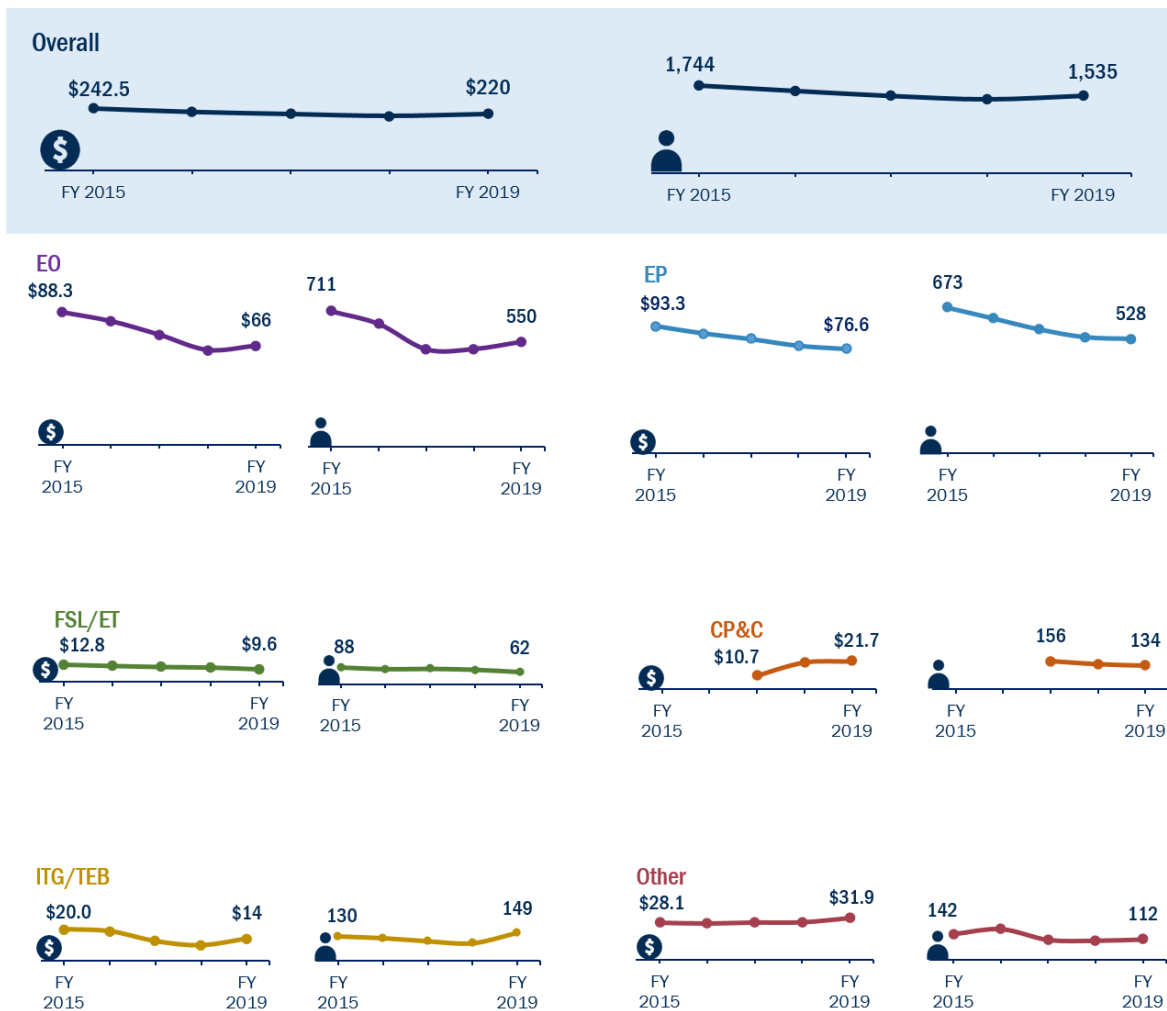 Overall
$242.5
$220
$
FY 2015
FY 2019
1,744
1,535
FY 2015
FY 2019
EO
$88.3
$66
$
FY
2015
FY
2019
711
550
FY
2015
FY
2019
EP
$93.3
$76.6
$
FY
2015
FY
2019
673
528
FY
2015
FY
2019
FSL/ET
$12.8
$9.6
$
FY
2015
FY
2019
88
62
FY
2015
FY
2019
CP&C
$10.7
$21.7
$
FY
2015
FY
2019
156
134
FY
2015
FY
2019
ITG/TEB
$20.0
$14
$
FY
2015
FY
2019
130
149
FY
2015
FY
2019
Other
$28.1
$31.9
$
FY
2015
FY
2019
142
112
FY
2015
FY
2019